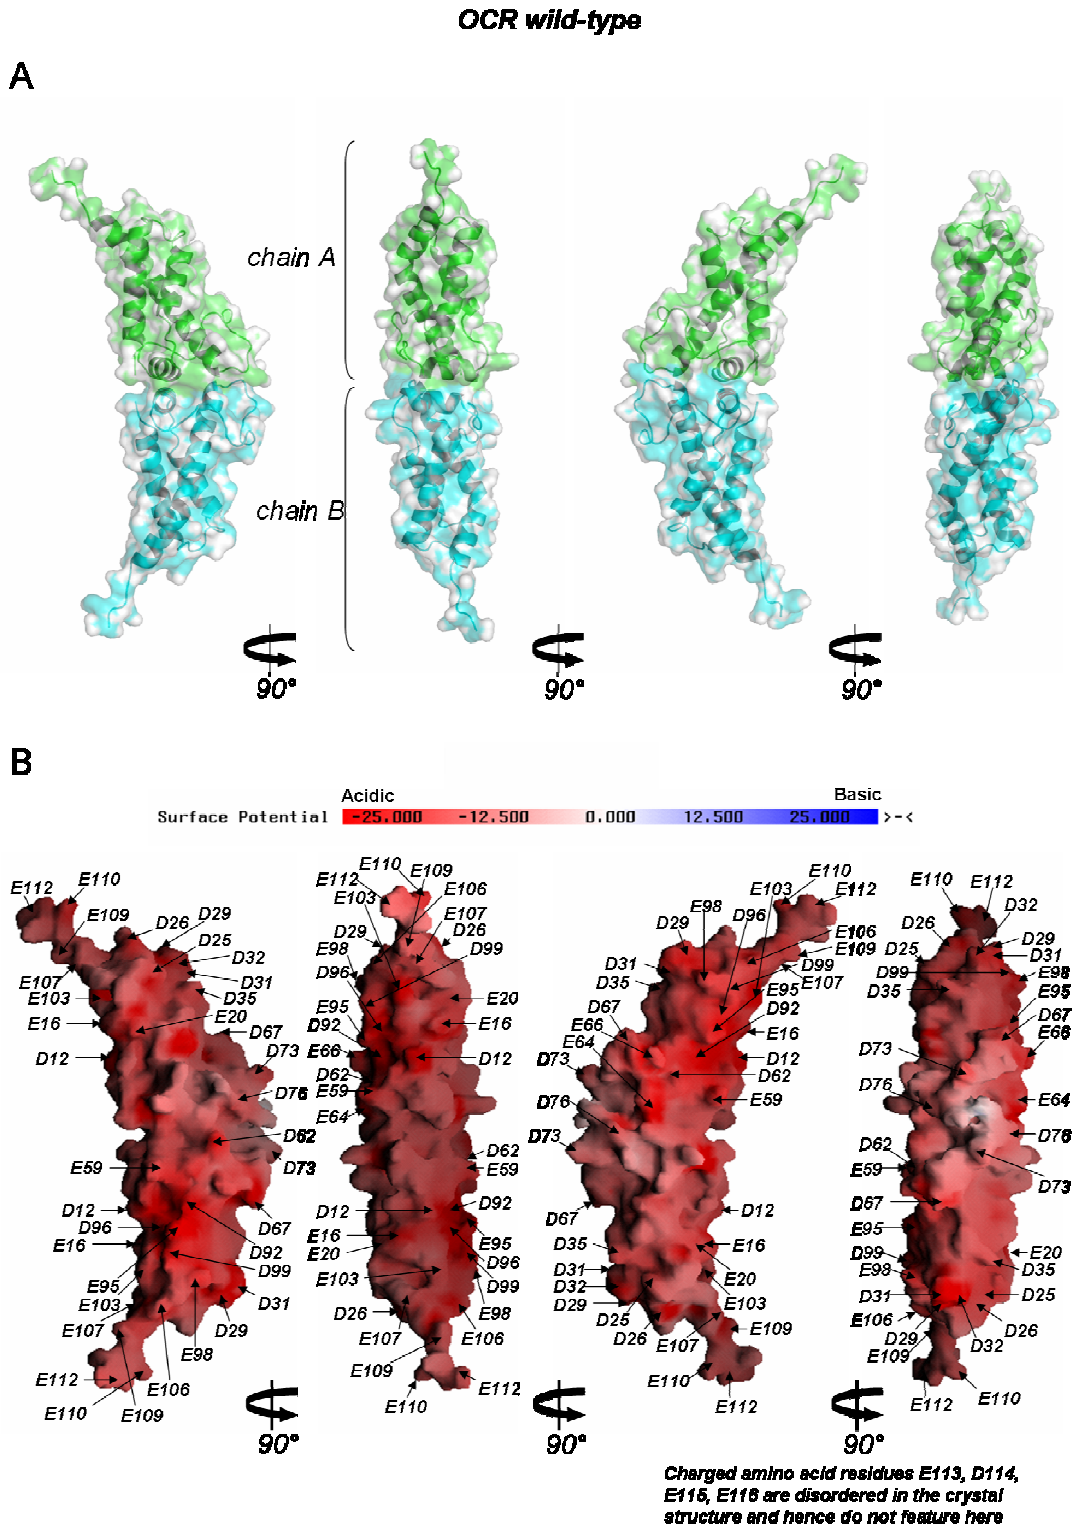 OCR wild-type
A
chain A
chain B
90°
90°
90°
B
Acidic
Basic
Surface Potential
-25.000 -12.500 0.000 12.500 25.000 >-<
E112
E110
E109
D26
D29
D25
D32
D31
D35
E107
E103
E16
E20
D67
D12
D73
D76
D62
E59
D73
D12
D96
E16
D67
D92
D99
E95
E103
D31
E107
D29
E98
E112
E106
E110
E109
E110
E109
E112
E103
E106
E107
D26
D29
E98
D99
D96
E95
E20
D92
E16
E66
D12
D62
E59
E64
D62
E59
D12
D92
E16
E95
E20
D96
E103
D99
D26
E98
E107
E106
E109
E112
E110
E110
E103
E112
E98
D96
D29
E106
E109
D31
D99
D35
E107
E95
D67
D92
E66
E16
E64
D73
D12
D62
D76
E59
D73
D67
D12
D35
E16
D31
E20
D32
D29
E103
D25
D26
E109
E107
E110
E112
E110
E112
D32
D26
D29
D25
D31
D99
E98
D35
E95
D67
E66
D73
D76
E64
D76
D62
E59
D73
D67
E95
D99
E20
E98
D35
D31
D25
E106
D26
D29
D32
E109
E112
E110
90°
90°
90°
Charged amino acid residues E113, D114,
E115, E116 are disordered in the crystal
structure and hence do not feature here